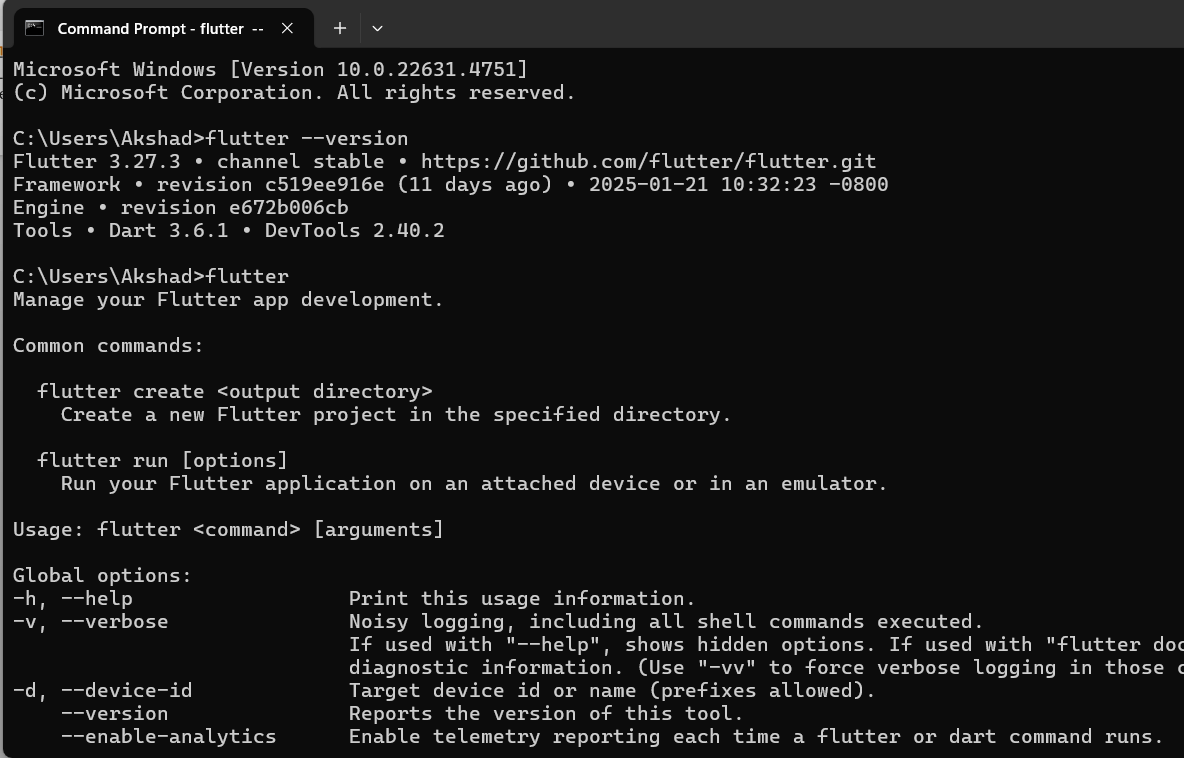 Command Prompt - flutter --
Microsoft Windows [Version 10.0.22631.4751]
(c) Microsoft Corporation. All rights reserved.
C:\Users\Akshad>flutter --version
Flutter 3.27.3 • channel stable • https://github.com/flutter/flutter.git
Framework • revision c519ee916e (11 days ago) • 2025-01-21 10:32:23 -0800
Engine • revision e672b006cb
Tools • Dart 3.6.1 • DevTools 2.40.2
C:\Users\Akshad>flutter
Manage your Flutter app development.
Common commands:
flutter create <output directory>
Create a new Flutter project in the specified directory.
flutter run [options]
Run your Flutter application on an attached device or in an emulator.
Usage: flutter <command> [arguments]
Global options:
-h, --help Print this usage information.
-v, --verbose Noisy logging, including all shell commands executed.
If used with "--help", shows hidden options. If used with "flutter doc
diagnostic information. (Use "-vv" to force verbose logging in those c
-d, --device-id Target device id or name (prefixes allowed).
--version Reports the version of this tool.
--enable-analytics Enable telemetry reporting each time a flutter or dart command runs.